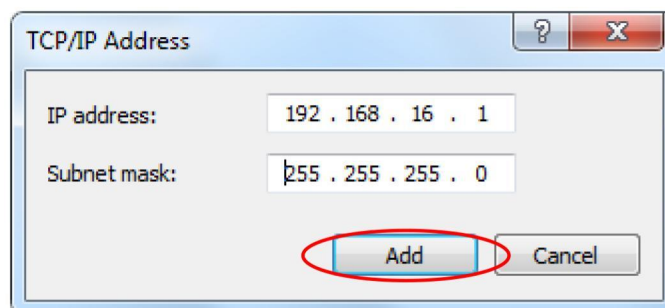 TCP/IP Address
? X
IP address: 192 . 168 . 16 . 1
Subnet mask: 255 . 255 . 255 . 0
Add Cancel